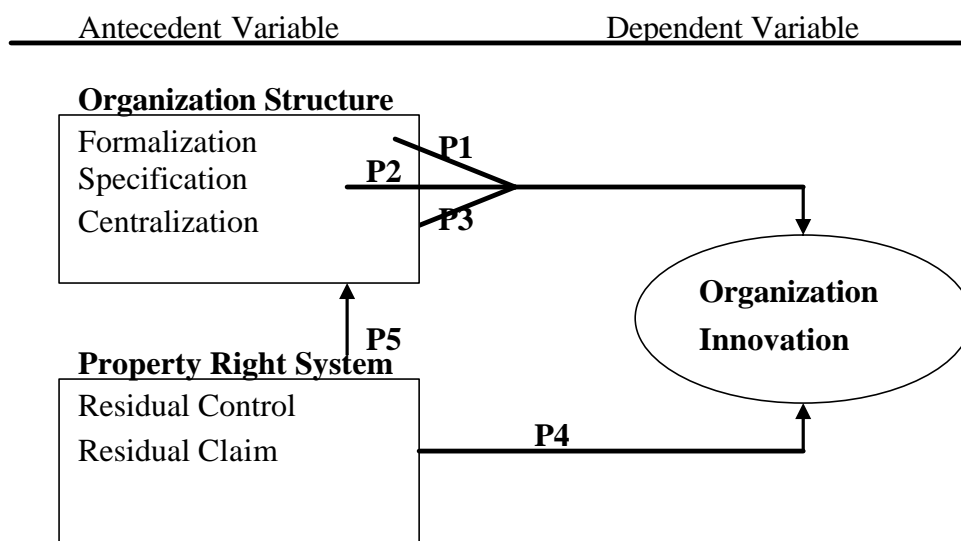 Antecedent Variable Dependent Variable
Organization Structure
Formalization
P1
Specification
P2
Centralization
P3
Organization
Innovation
P5
Property Right System
Residual Control
Residual Claim
P4